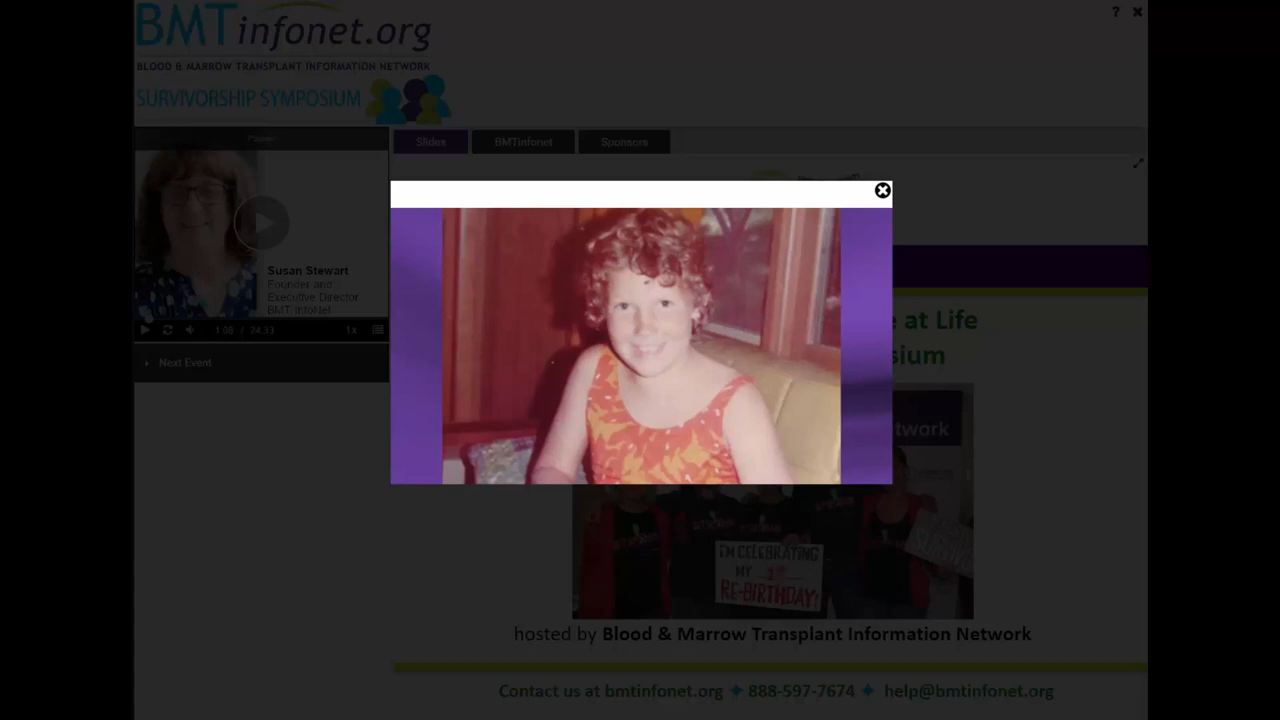 BMTinfonet.org
BLOOD & MARROW TRANSPLANT INFORMATION NETWORK
SURVIVORSHIP SYMPOSIUM
? ✖
Slides
BMTinfonet
Sponsors
Susan Stewart
Founder and
Executive Director
BMT InfoNet
1:08 / 24:33
1x
Next Event
at Life
sium
twork
I'M CELEBRATING
MY 1st
RE-BIRTHDAY!
hosted by Blood & Marrow Transplant Information Network
Contact us at bmtinfonet.org ✦ 888-597-7674 ✦ help@bmtinfonet.org